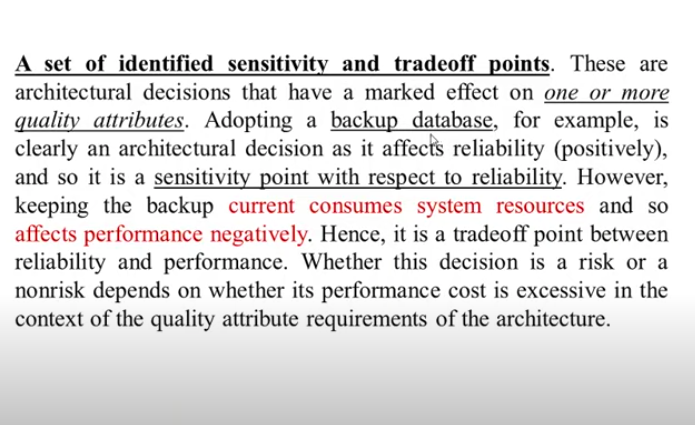 A set of identified sensitivity and tradeoff points. These are
architectural decisions that have a marked effect on one or more
quality attributes. Adopting a backup database, for example, is
clearly an architectural decision as it affects reliability (positively),
and so it is a sensitivity point with respect to reliability. However,
keeping the backup current consumes system resources and so
affects performance negatively. Hence, it is a tradeoff point between
reliability and performance. Whether this decision is a risk or a
nonrisk depends on whether its performance cost is excessive in the
context of the quality attribute requirements of the architecture.